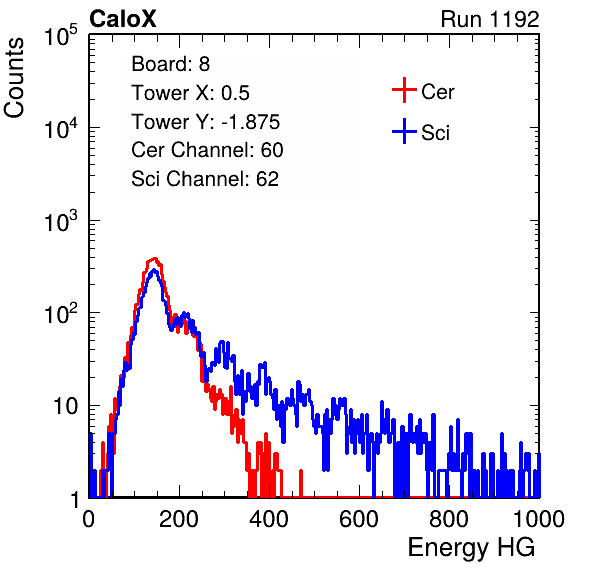 CaloX Run 1192
Counts
Board: 8
Tower X: 0.5
Tower Y: -1.875
Cer Channel: 60
Sci Channel: 62
Cer
Sci
10^5
10^4
10^3
10^2
10
1
0 200 400 600 800 1000
Energy HG